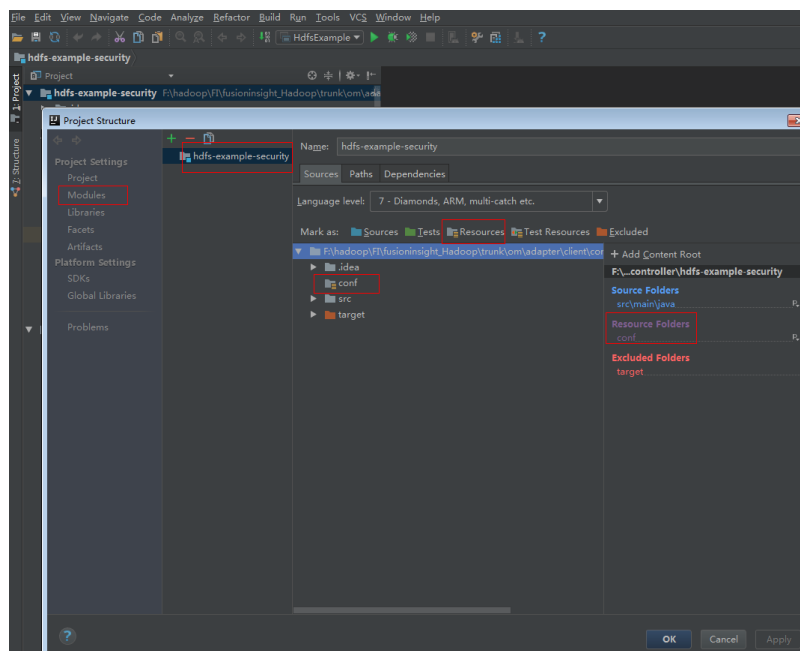 File Edit View Navigate Code Analyze Refactor Build Run Tools VCS Window Help
HdfsExample
hdfs-example-security
Project
hdfs-example-security F:\hadoop\FI\fusioninsight_Hadoop\trunk\om\ada
1: Project
7: Structure
Project Structure
Project Settings
Project
Modules
Libraries
Facets
Artifacts
Platform Settings
SDKs
Global Libraries
Problems
hdfs-example-security
Name: hdfs-example-security
Sources Paths Dependencies
Language level: 7 - Diamonds, ARM, multi-catch etc.
Mark as: Sources Tests Resources Test Resources Excluded
F:\hadoop\FI\fusioninsight_Hadoop\trunk\om\adapter\client\cor
.idea
conf
src
target
+ Add Content Root
F:\...controller\hdfs-example-security
Source Folders
src\main\java
Resource Folders
conf
Excluded Folders
target
OK Cancel Apply